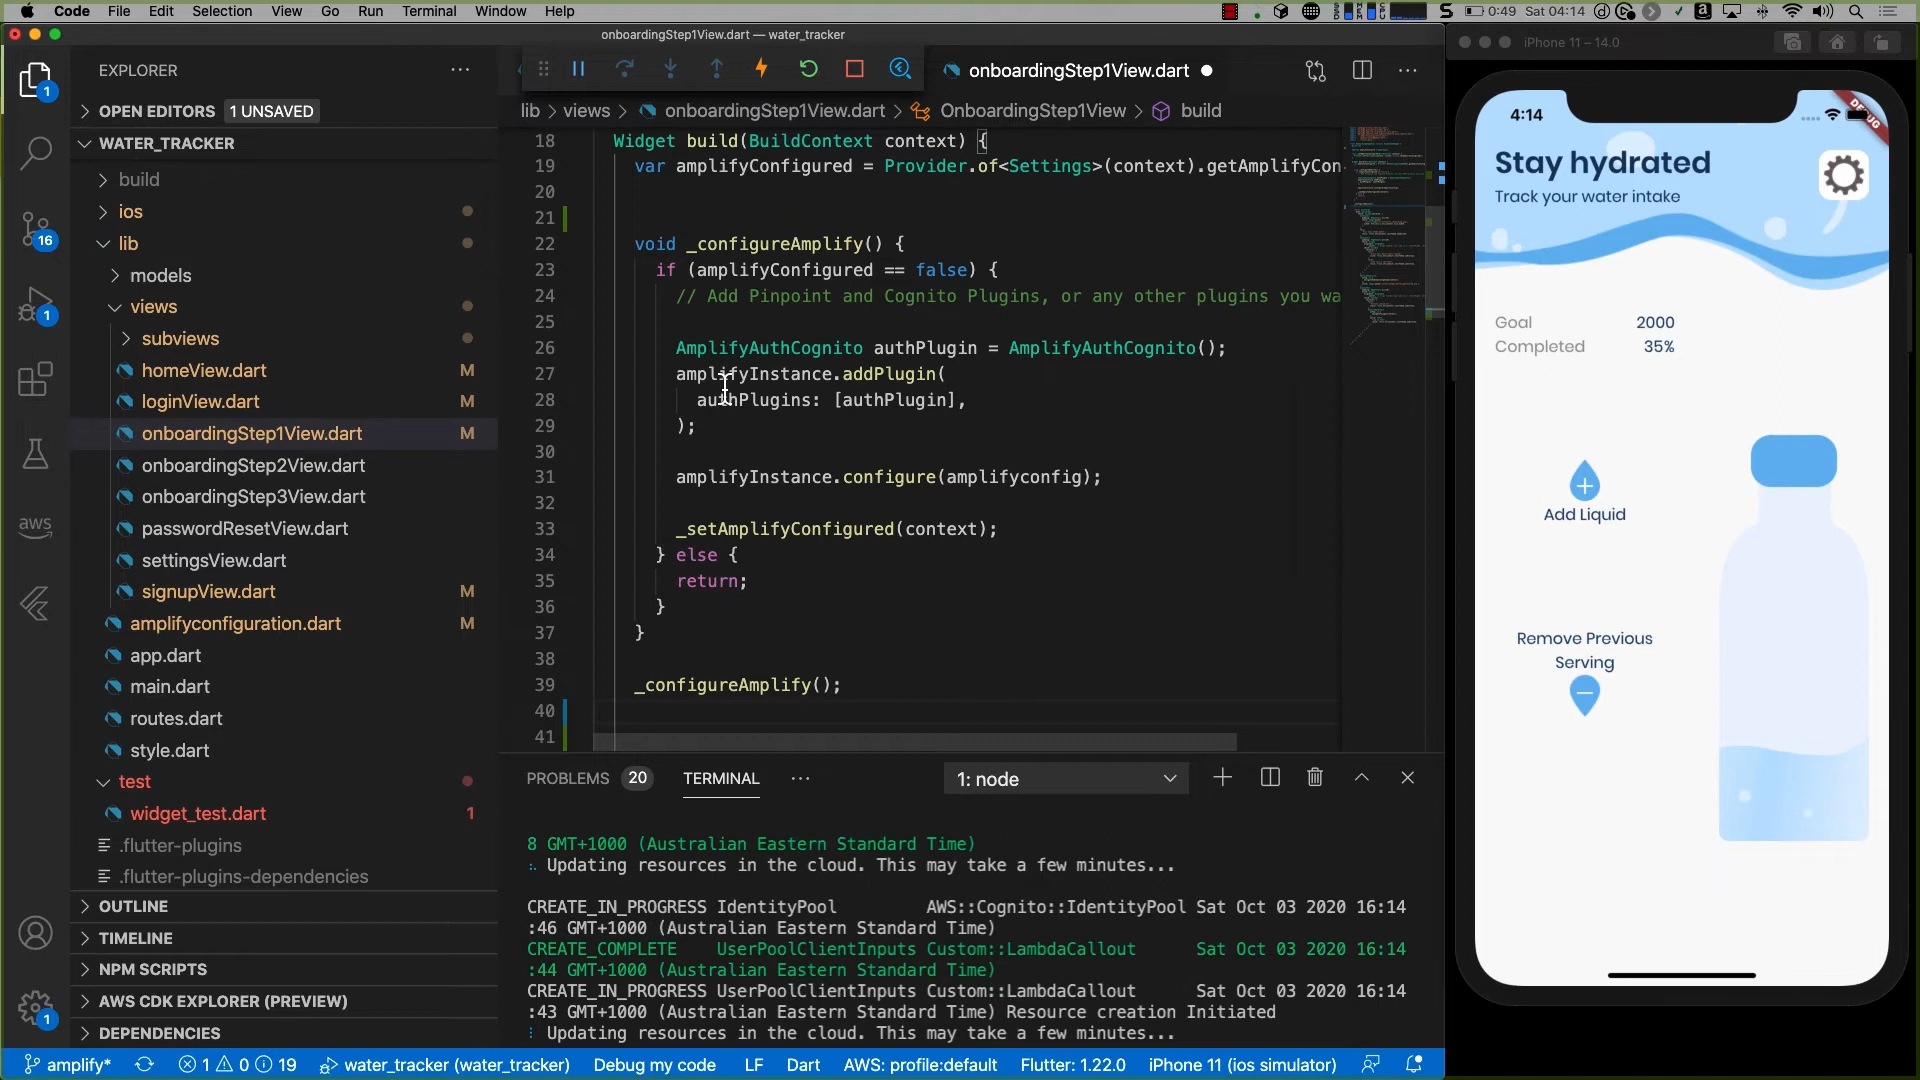 Code File Edit Selection View Go Run Terminal Window Help
0:49 Sat 04:14
onboardingStep1View.dart — water_tracker
iPhone 11 – 14.0
EXPLORER
onboardingStep1View.dart
OPEN EDITORS 1 UNSAVED
lib > views > onboardingStep1View.dart > OnboardingStep1View > build
WATER_TRACKER
build
ios
lib
models
views
subviews
homeView.dart M
loginView.dart M
onboardingStep1View.dart M
onboardingStep2View.dart
onboardingStep3View.dart
passwordResetView.dart
settingsView.dart
signupView.dart M
amplifyconfiguration.dart M
app.dart
main.dart
routes.dart
style.dart
test
widget_test.dart 1
.flutter-plugins
.flutter-plugins-dependencies
OUTLINE
TIMELINE
NPM SCRIPTS
AWS CDK EXPLORER (PREVIEW)
DEPENDENCIES
1
16
1
aws
1
18 Widget build(BuildContext context) {
19 var amplifyConfigured = Provider.of<Settings>(context).getAmplifyCon
20
21
22 void _configureAmplify() {
23 if (amplifyConfigured == false) {
24 // Add Pinpoint and Cognito Plugins, or any other plugins you wa
25
26 AmplifyAuthCognito authPlugin = AmplifyAuthCognito();
27 amplifyInstance.addPlugin(
28 authPlugins: [authPlugin],
29 );
30
31 amplifyInstance.configure(amplifyconfig);
32
33 _setAmplifyConfigured(context);
34 } else {
35 return;
36 }
37 }
38
39 _configureAmplify();
40
41
PROBLEMS 20 TERMINAL ··· 1: node
8 GMT+1000 (Australian Eastern Standard Time)
Updating resources in the cloud. This may take a few minutes...
CREATE_IN_PROGRESS IdentityPool AWS::Cognito::IdentityPool Sat Oct 03 2020 16:14
:46 GMT+1000 (Australian Eastern Standard Time)
CREATE_COMPLETE UserPoolClientInputs Custom::LambdaCallout Sat Oct 03 2020 16:14
:44 GMT+1000 (Australian Eastern Standard Time)
CREATE_IN_PROGRESS UserPoolClientInputs Custom::LambdaCallout Sat Oct 03 2020 16:14
:43 GMT+1000 (Australian Eastern Standard Time) Resource creation Initiated
Updating resources in the cloud. This may take a few minutes...
amplify* 1 0 19 water_tracker (water_tracker) Debug my code LF Dart AWS: profile:default Flutter: 1.22.0 iPhone 11 (ios simulator)
4:14
Stay hydrated
Track your water intake
Goal 2000
Completed 35%
Add Liquid
Remove Previous
Serving